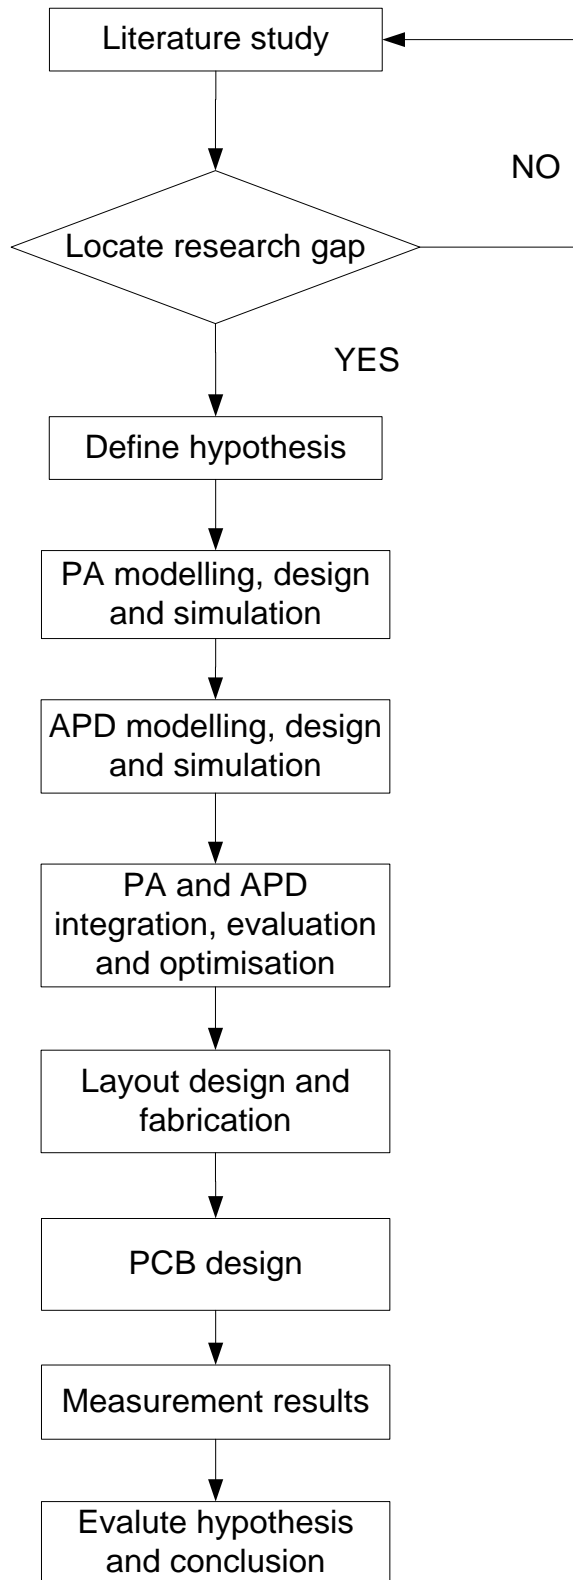 Literature study
NO
Locate research gap
YES
Define hypothesis
PA modelling, design
and simulation
APD modelling, design
and simulation
PA and APD
integration, evaluation
and optimisation
Layout design and
fabrication
PCB design
Measurement results
Evalute hypothesis
and conclusion